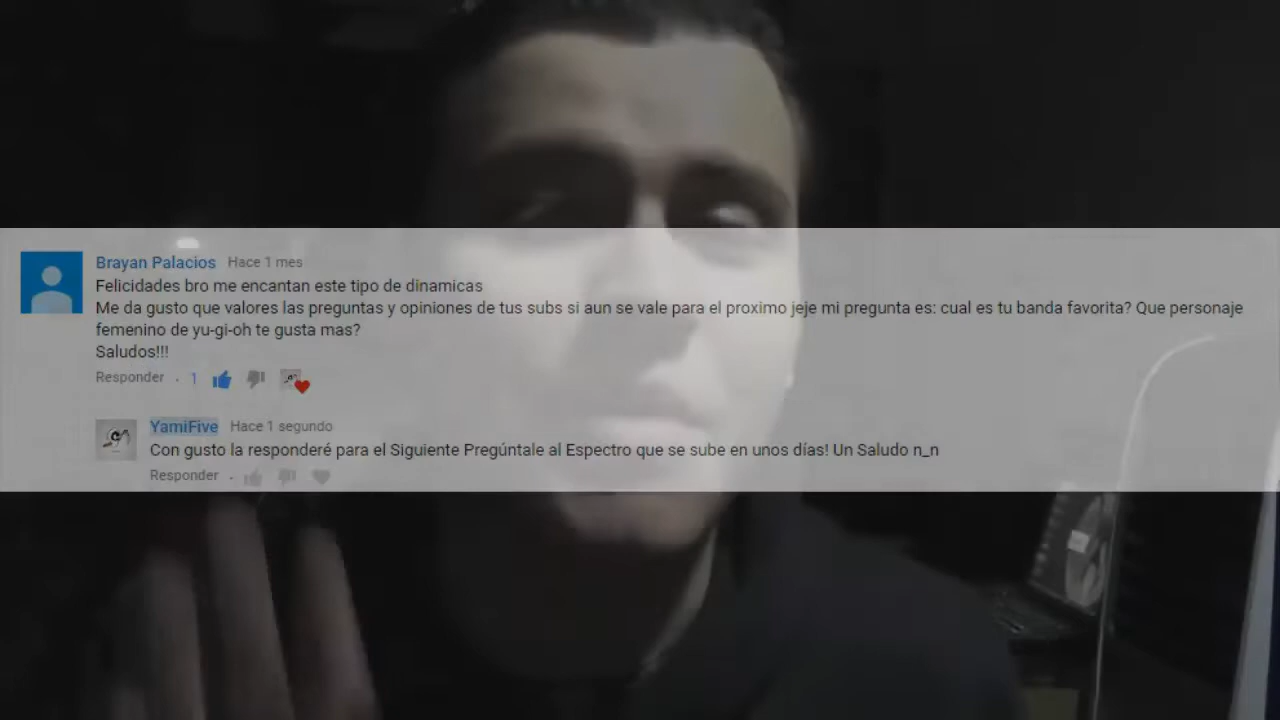 Brayan Palacios Hace 1 mes
Felicidades bro me encantan este tipo de dinamicas
Me da gusto que valores las preguntas y opiniones de tus subs si aun se vale para el proximo jeje mi pregunta es: cual es tu banda favorita? Que personaje
femenino de yu-gi-oh te gusta mas?
Saludos!!!
Responder . 1
YamiFive Hace 1 segundo
Con gusto la responderé para el Siguiente Pregúntale al Espectro que se sube en unos días! Un Saludo n_n
Responder .